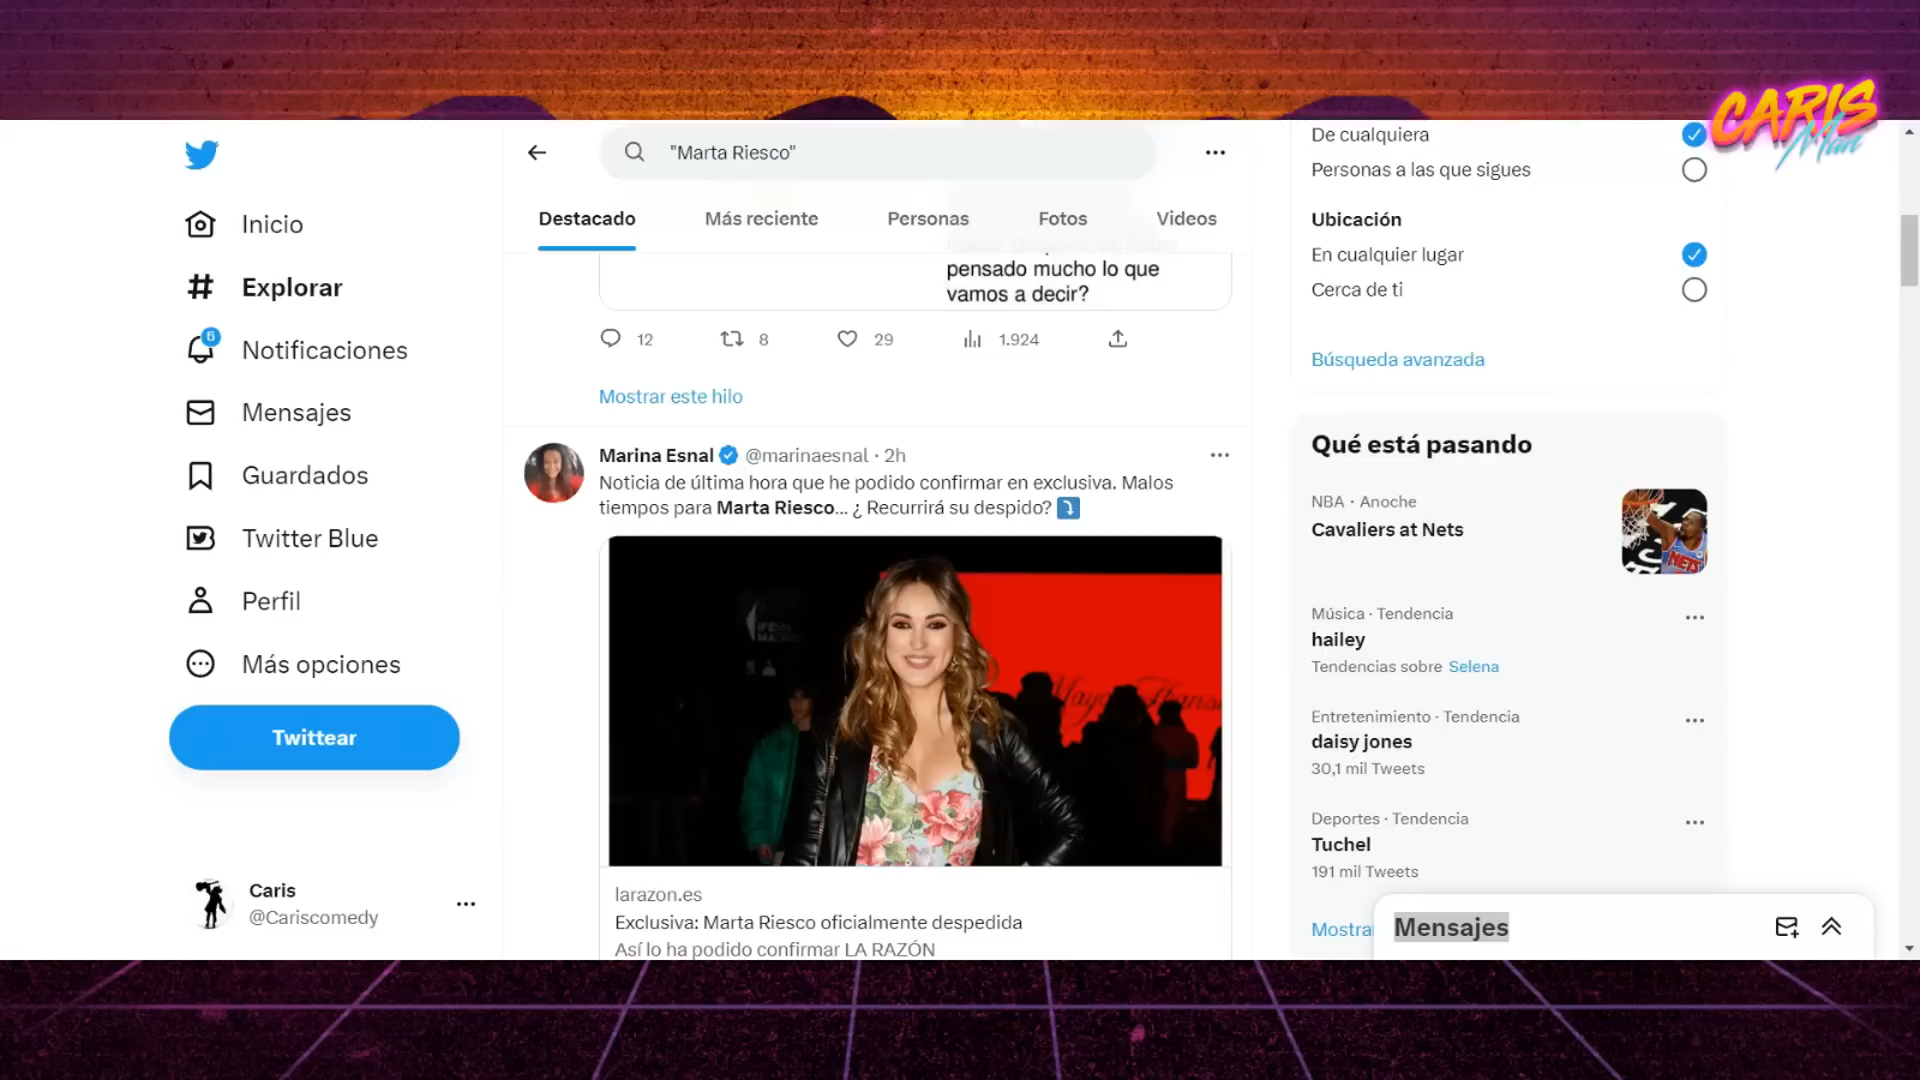 CARIS
Man
"Marta Riesco"
Destacado
Más reciente
Personas
Fotos
Videos
Inicio
Explorar
6
Notificaciones
Mensajes
Guardados
Twitter Blue
Perfil
Más opciones
Twittear
Caris
@Cariscomedy
pensado mucho lo que
vamos a decir?
12
8
29
1.924
Mostrar este hilo
Marina Esnal @marinaesnal · 2h
Noticia de última hora que he podido confirmar en exclusiva. Malos
tiempos para Marta Riesco... ¿ Recurrirá su despido?
IFEMA
MADRID
larazon.es
Exclusiva: Marta Riesco oficialmente despedida
Así lo ha podido confirmar LA RAZÓN
De cualquiera
Personas a las que sigues
Ubicación
En cualquier lugar
Cerca de ti
Búsqueda avanzada
Qué está pasando
NBA · Anoche
Cavaliers at Nets
NETS
Música · Tendencia
hailey
Tendencias sobre Selena
Entretenimiento · Tendencia
daisy jones
30,1 mil Tweets
Deportes · Tendencia
Tuchel
191 mil Tweets
Mostra
Mensajes